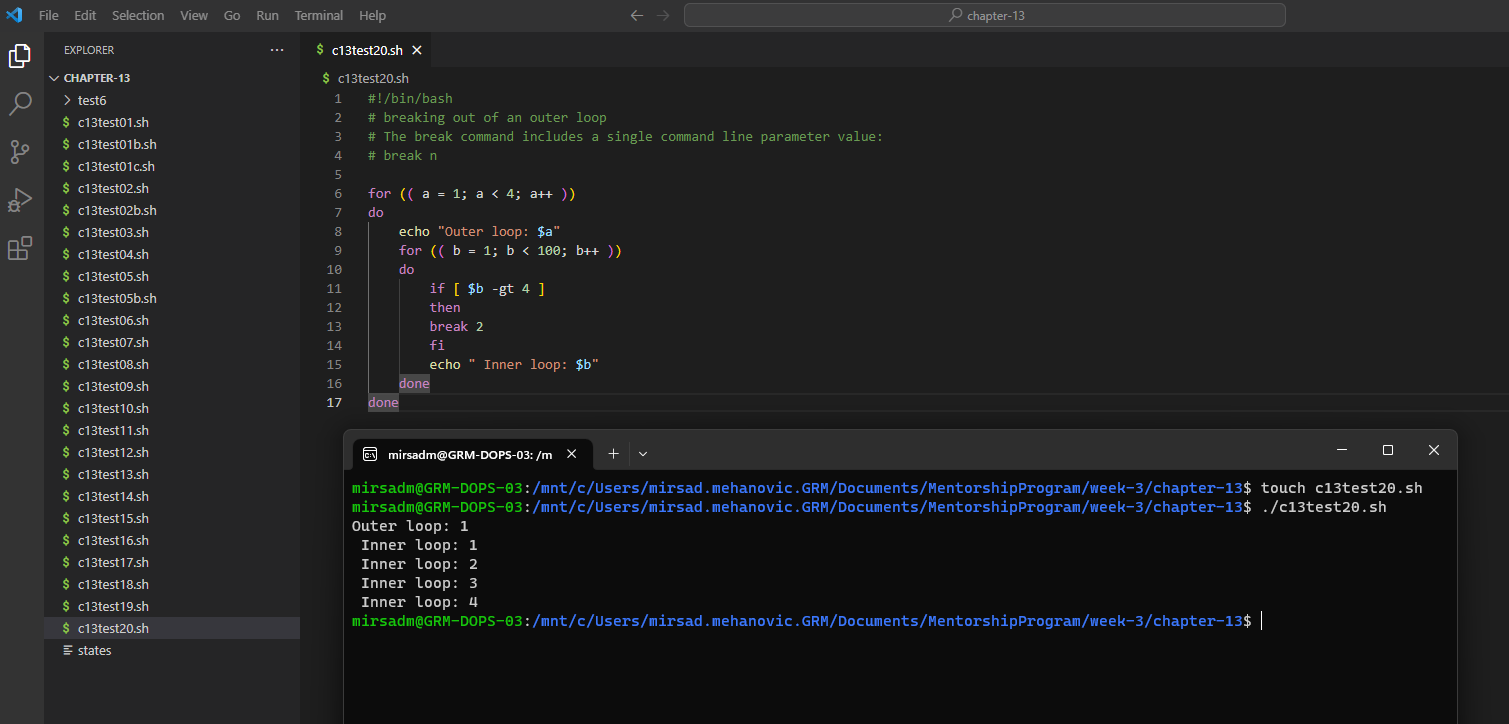 File Edit Selection View Go Run Terminal Help
chapter-13
EXPLORER
CHAPTER-13
test6
$ c13test01.sh
$ c13test01b.sh
$ c13test01c.sh
$ c13test02.sh
$ c13test02b.sh
$ c13test03.sh
$ c13test04.sh
$ c13test05.sh
$ c13test05b.sh
$ c13test06.sh
$ c13test07.sh
$ c13test08.sh
$ c13test09.sh
$ c13test10.sh
$ c13test11.sh
$ c13test12.sh
$ c13test13.sh
$ c13test14.sh
$ c13test15.sh
$ c13test16.sh
$ c13test17.sh
$ c13test18.sh
$ c13test19.sh
$ c13test20.sh
states
$ c13test20.sh
$ c13test20.sh
1 #!/bin/bash
2 # breaking out of an outer loop
3 # The break command includes a single command line parameter value:
4 # break n
5
6 for (( a = 1; a < 4; a++ ))
7 do
8     echo "Outer loop: $a"
9     for (( b = 1; b < 100; b++ ))
10     do
11         if [ $b -gt 4 ]
12         then
13         break 2
14         fi
15         echo " Inner loop: $b"
16     done
17 done
mirsadm@GRM-DOPS-03: /m
mirsadm@GRM-DOPS-03:/mnt/c/Users/mirsad.mehanovic.GRM/Documents/MentorshipProgram/week-3/chapter-13$ touch c13test20.sh
mirsadm@GRM-DOPS-03:/mnt/c/Users/mirsad.mehanovic.GRM/Documents/MentorshipProgram/week-3/chapter-13$ ./c13test20.sh
Outer loop: 1
 Inner loop: 1
 Inner loop: 2
 Inner loop: 3
 Inner loop: 4
mirsadm@GRM-DOPS-03:/mnt/c/Users/mirsad.mehanovic.GRM/Documents/MentorshipProgram/week-3/chapter-13$